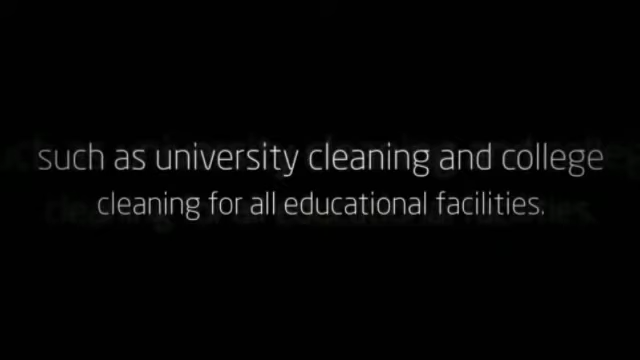 such as university cleaning and college
cleaning for all educational facilities.